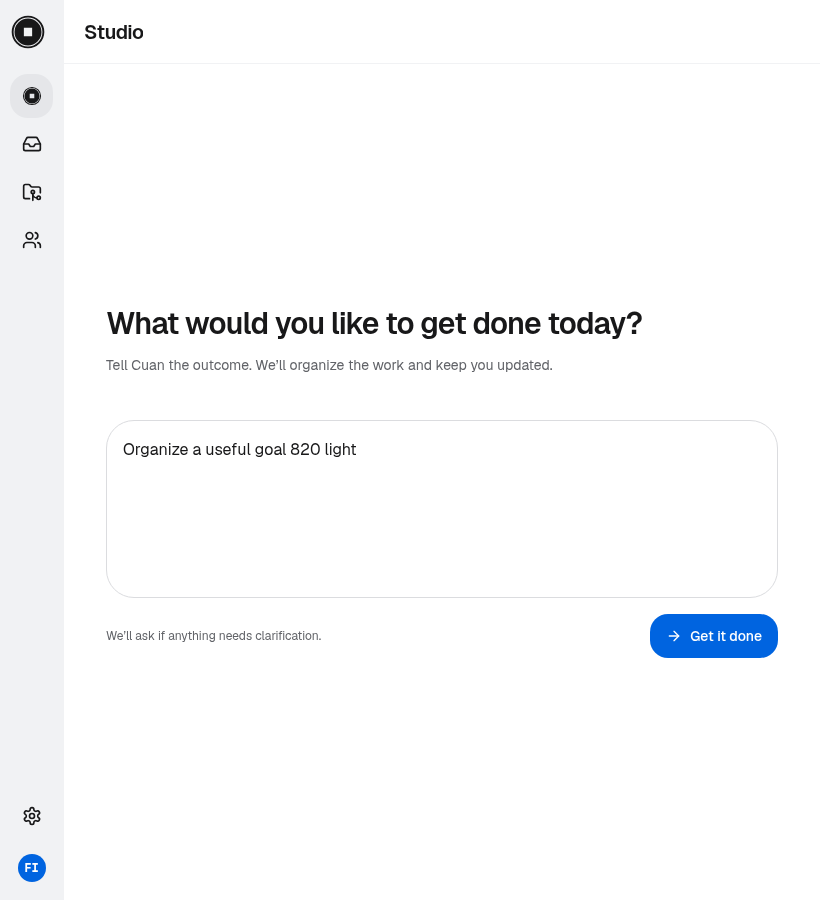 Studio
What would you like to get done today?
Tell Cuan the outcome. We’ll organize the work and keep you updated.
Organize a useful goal 820 light
We’ll ask if anything needs clarification.
Get it done
FI